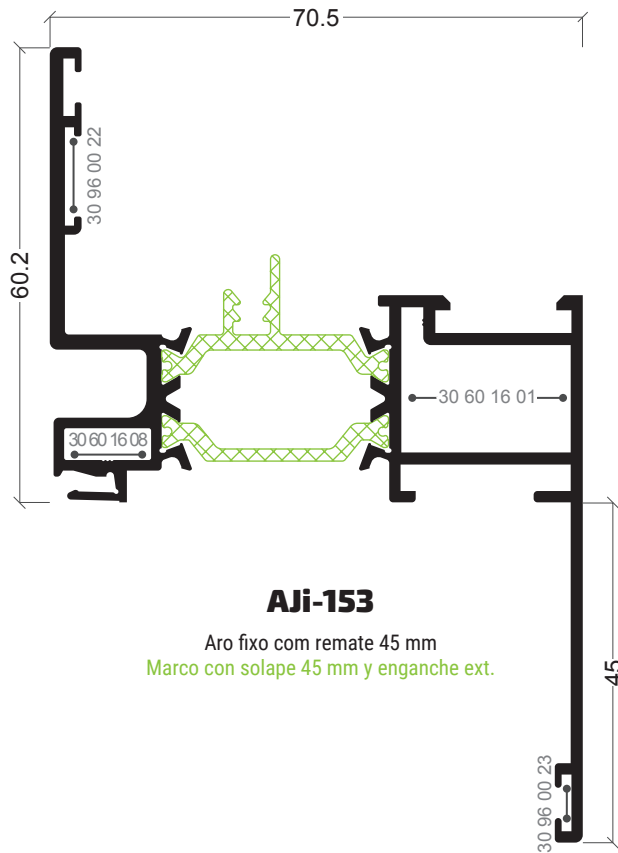 70.5
30 96 00 22
60.2
30 60 16 01
30 60 16 08
AJi-153
Aro fixo com remate 45 mm
Marco con solape 45 mm y enganche ext.
45
30 96 00 23